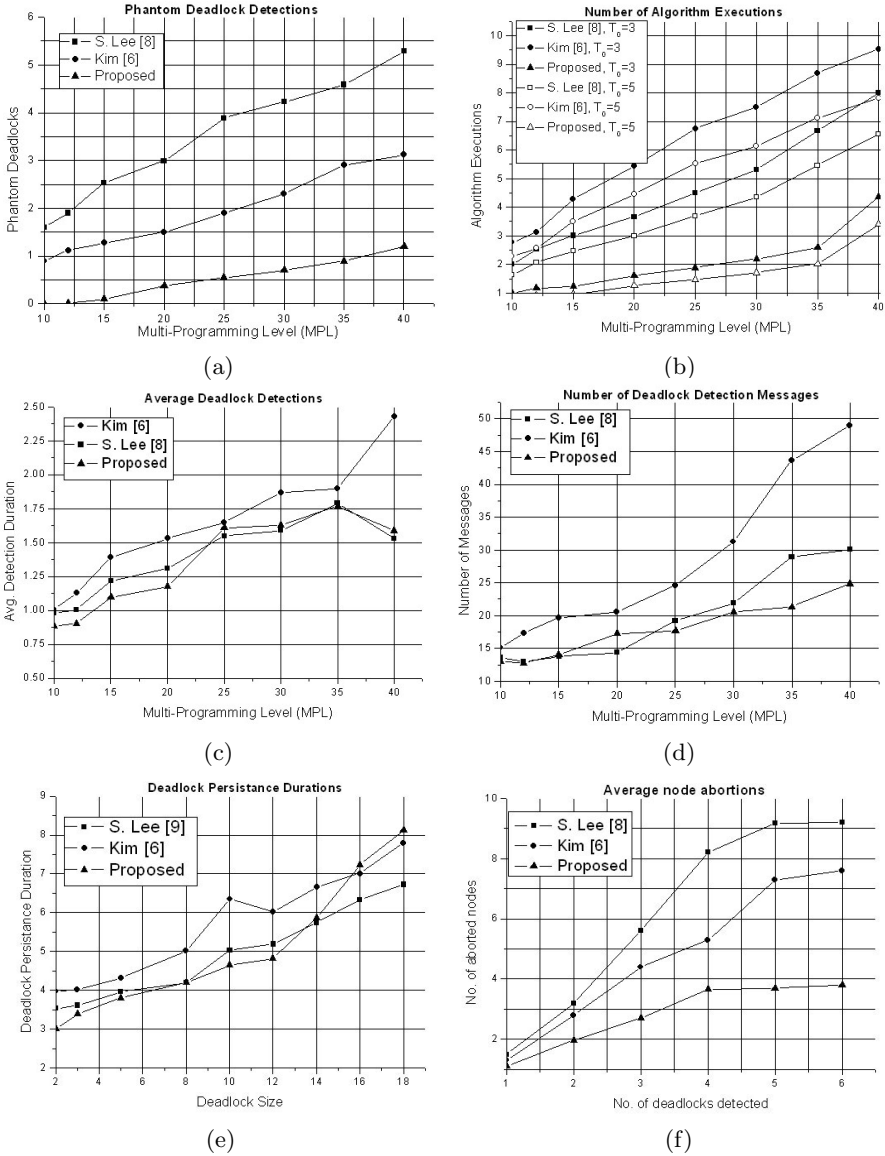 Phantom Deadlock Detections
S. Lee [8]
Kim [6]
Proposed
Phantom Deadlocks
6
5
4
3
2
1
0
10 15 20 25 30 35 40
Multi-Programming Level (MPL)
(a)
Number of Algorithm Executions
S. Lee [8], T₀=3
Kim [6], T₀=3
Proposed, T₀=3
S. Lee [8], T₀=5
Kim [6], T₀=5
Proposed, T₀=5
Algorithm Executions
10
9
8
7
6
5
4
3
2
1
10 15 20 25 30 35 40
Multi-Programming Level (MPL)
(b)
Average Deadlock Detections
Kim [6]
S. Lee [8]
Proposed
Avg. Detection Duration
2.50
2.25
2.00
1.75
1.50
1.25
1.00
0.75
0.50
10 15 20 25 30 35 40
Multi-Programming Level (MPL)
(c)
Number of Deadlock Detection Messages
S. Lee [8]
Kim [6]
Proposed
Number of Messages
50
45
40
35
30
25
20
15
10
10 15 20 25 30 35 40
Multi-Programming Level (MPL)
(d)
Deadlock Persistance Durations
S. Lee [9]
Kim [6]
Proposed
Deadlock Persistance Duration
9
8
7
6
5
4
3
2
2 4 6 8 10 12 14 16 18
Deadlock Size
(e)
Average node abortions
S. Lee [8]
Kim [6]
Proposed
No. of aborted nodes
10
8
6
4
2
1 2 3 4 5 6
No. of deadlocks detected
(f)